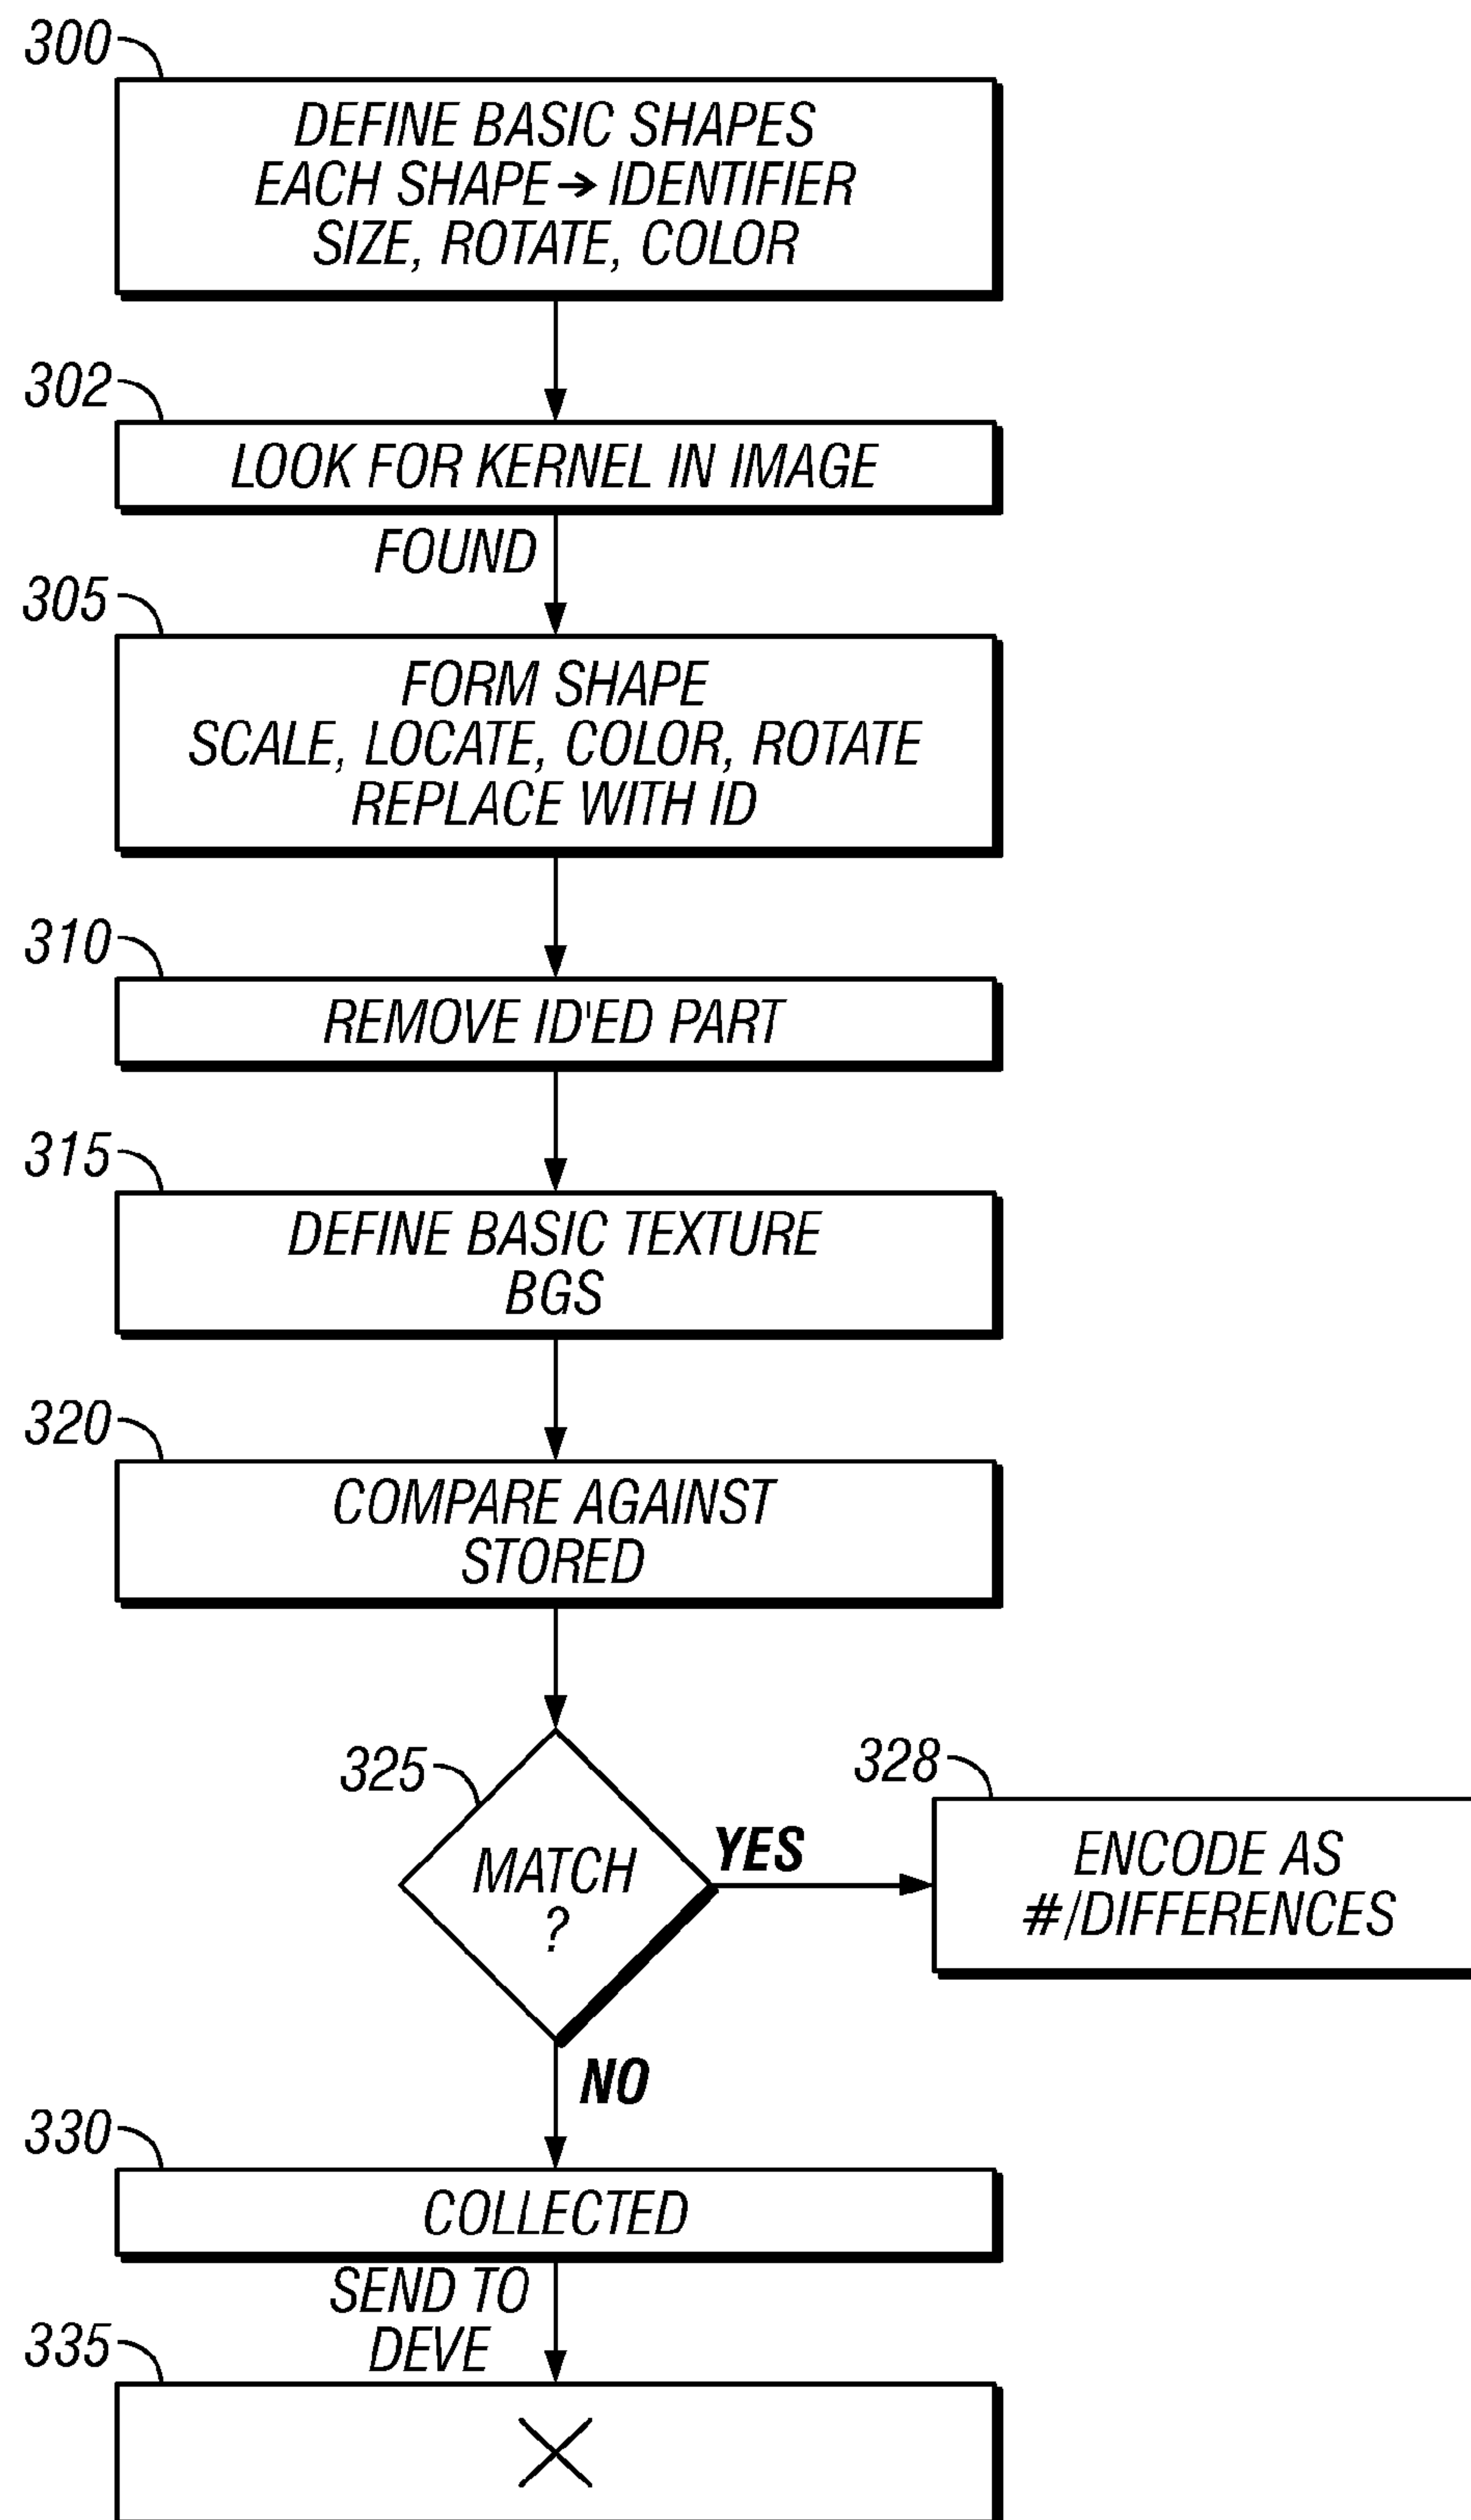 300
DEFINE BASIC SHAPES
EACH SHAPE → IDENTIFIER
SIZE, ROTATE, COLOR
302
LOOK FOR KERNEL IN IMAGE
FOUND
305
FORM SHAPE
SCALE, LOCATE, COLOR, ROTATE
REPLACE WITH ID
310
REMOVE ID'ED PART
315
DEFINE BASIC TEXTURE
BGS
320
COMPARE AGAINST
STORED
325
MATCH
?
YES
328
ENCODE AS
#/DIFFERENCES
NO
330
COLLECTED
SEND TO
DEVE
335